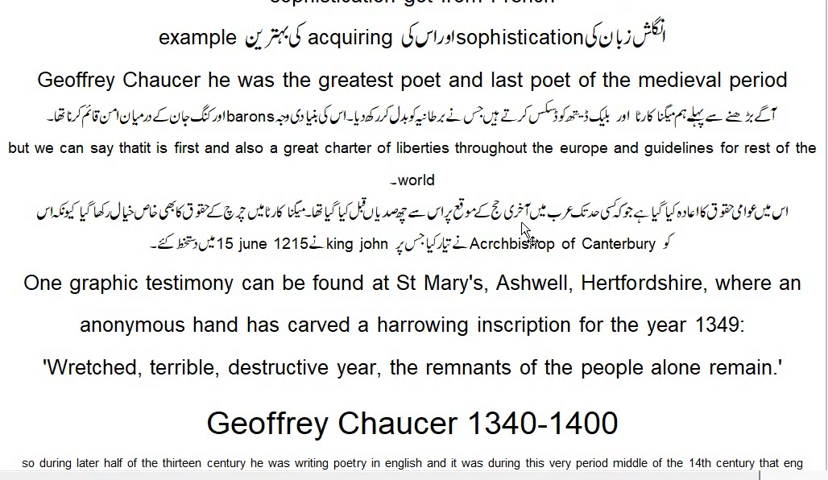 sophistication got from French
انگلش زبان کی sophistication اور اس کی acquiring کی بہترین example
Geoffrey Chaucer he was the greatest poet and last poet of the medieval period
آگے بڑھنے سے پہلے ہم میگنا کارٹا اور بلیک ڈیتھ کو ڈسکس کرتے ہیں جس نے برطانیہ کو بدل کر رکھ دیا۔ اس کی بنیادی وجہ barons اور کنگ جان کے درمیان امن قائم کرنا تھا۔
but we can say thatit is first and also a great charter of liberties throughout the europe and guidelines for rest of the
world۔
اس میں عوامی حقوق کا اعادہ کیا گیا ہے جو کہ کسی حد تک عرب میں آخری حج کے موقع پر اس سے چھ صدیاں قبل کیا گیا تھا۔ میگنا کارٹا میں چرچ کے حقوق کا بھی خاص خیال رکھا گیا کیونکہ اس
کو Acrchbishop of Canterbury نے تیار کیا جس پر king john نے 15 june 1215 میں دستخط کئے۔
One graphic testimony can be found at St Mary's, Ashwell, Hertfordshire, where an
anonymous hand has carved a harrowing inscription for the year 1349:
'Wretched, terrible, destructive year, the remnants of the people alone remain.'
Geoffrey Chaucer 1340-1400
so during later half of the thirteen century he was writing poetry in english and it was during this very period middle of the 14th century that eng